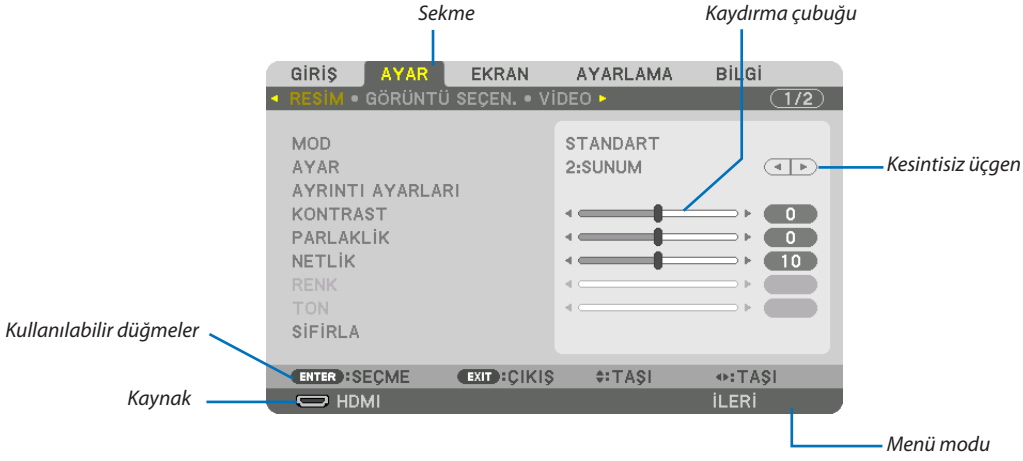 Sekme
Kaydırma çubuğu
GİRİŞ AYAR EKRAN AYARLAMA BİLGİ
RESİM • GÖRÜNTÜ SEÇEN. • VİDEO 1/2
MOD STANDART
AYAR 2:SUNUM
Kesintisiz üçgen
AYRINTI AYARLARI
KONTRAST 0
PARLAKLİK 0
NETLİK 10
RENK
TON
SİFİRLA
Kullanılabilir düğmeler
ENTER :SEÇME EXIT :ÇIKIŞ :TAŞI :TAŞI
Kaynak
HDMI İLERİ
Menü modu